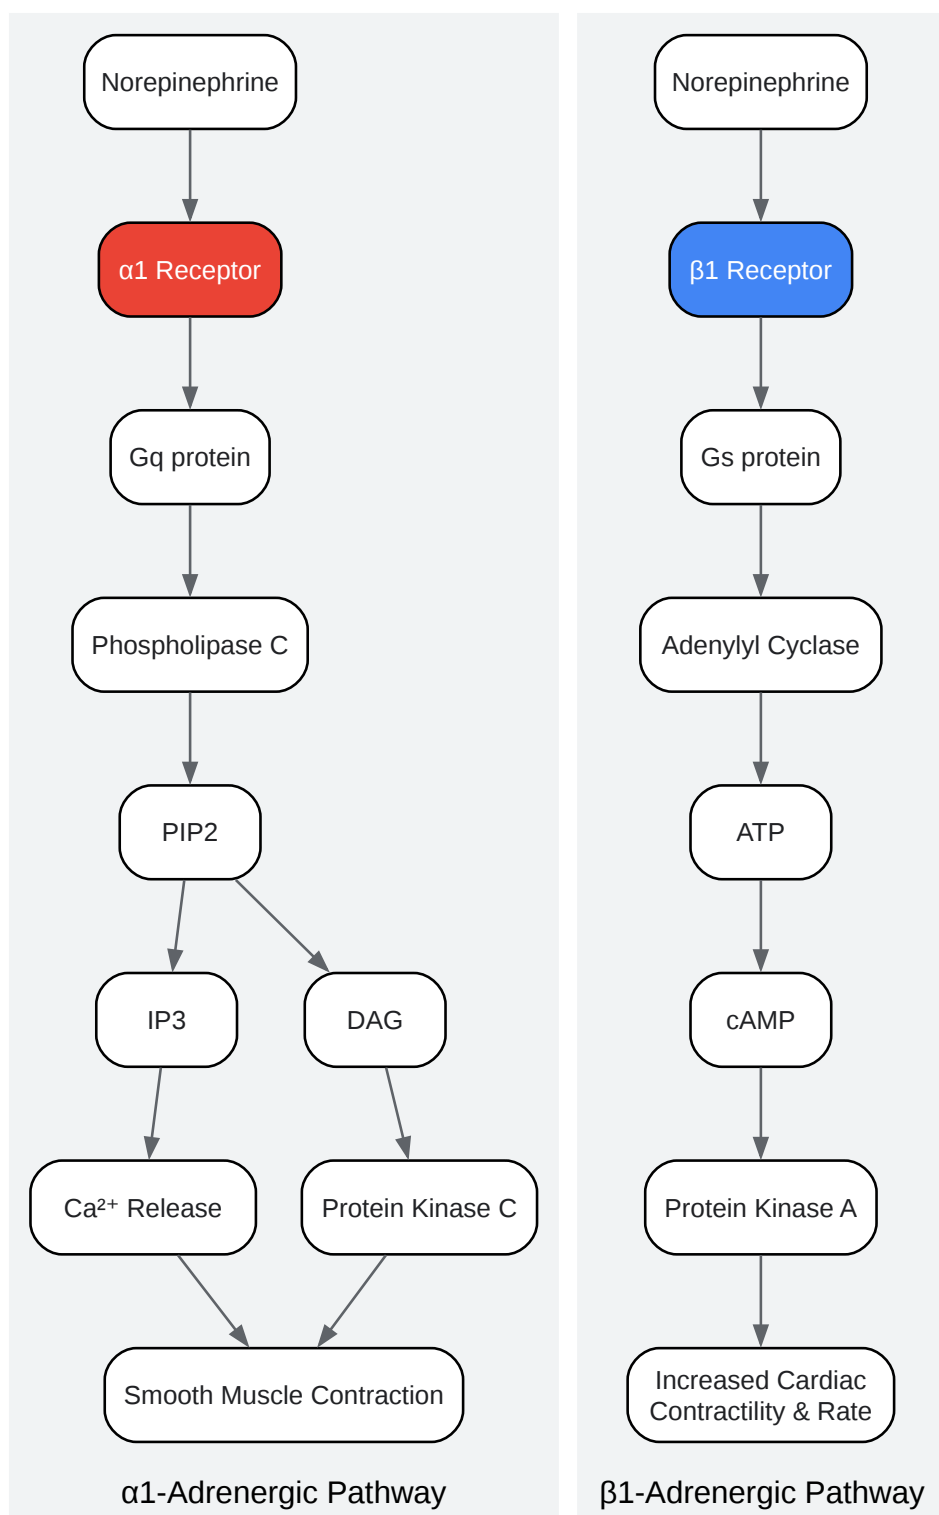 Norepinephrine
α1 Receptor
Gq protein
Phospholipase C
PIP2
IP3
DAG
Ca²⁺ Release
Protein Kinase C
Smooth Muscle Contraction
α1-Adrenergic Pathway
Norepinephrine
β1 Receptor
Gs protein
Adenylyl Cyclase
ATP
cAMP
Protein Kinase A
Increased Cardiac
Contractility & Rate
β1-Adrenergic Pathway